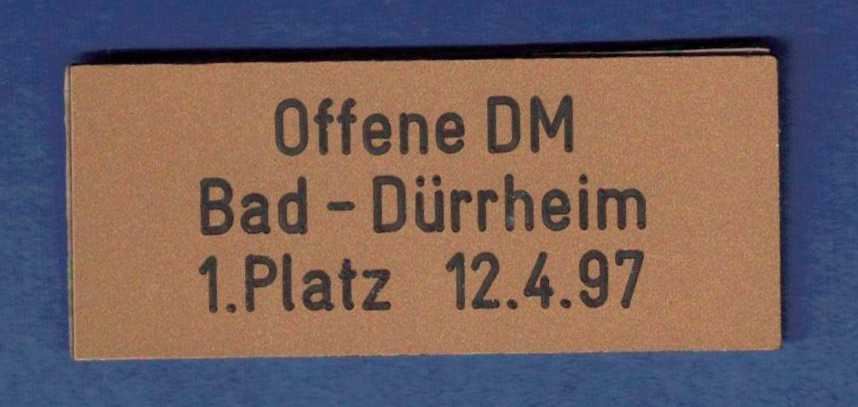 Offene DM
Bad - Dürrheim
1. Platz 12.4.97